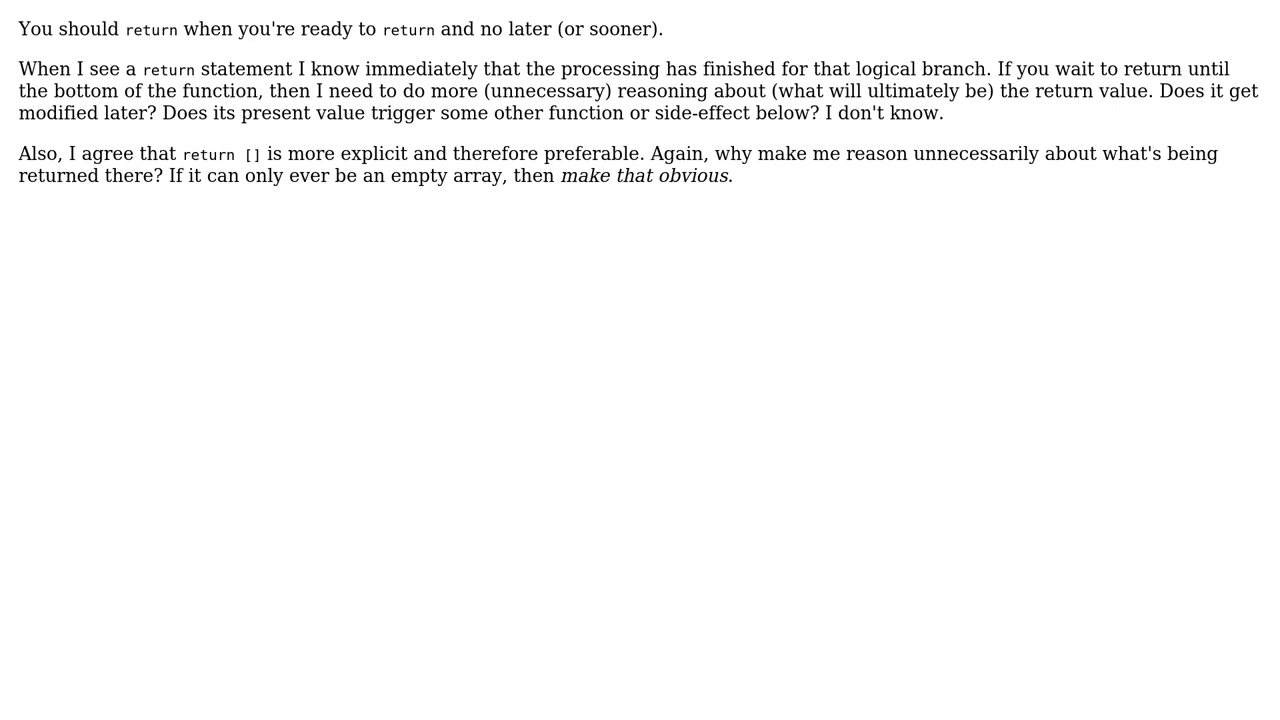 You should return when you're ready to return and no later (or sooner).
When I see a return statement I know immediately that the processing has finished for that logical branch. If you wait to return until
the bottom of the function, then I need to do more (unnecessary) reasoning about (what will ultimately be) the return value. Does it get
modified later? Does its present value trigger some other function or side-effect below? I don't know.
Also, I agree that return [] is more explicit and therefore preferable. Again, why make me reason unnecessarily about what's being
returned there? If it can only ever be an empty array, then make that obvious.